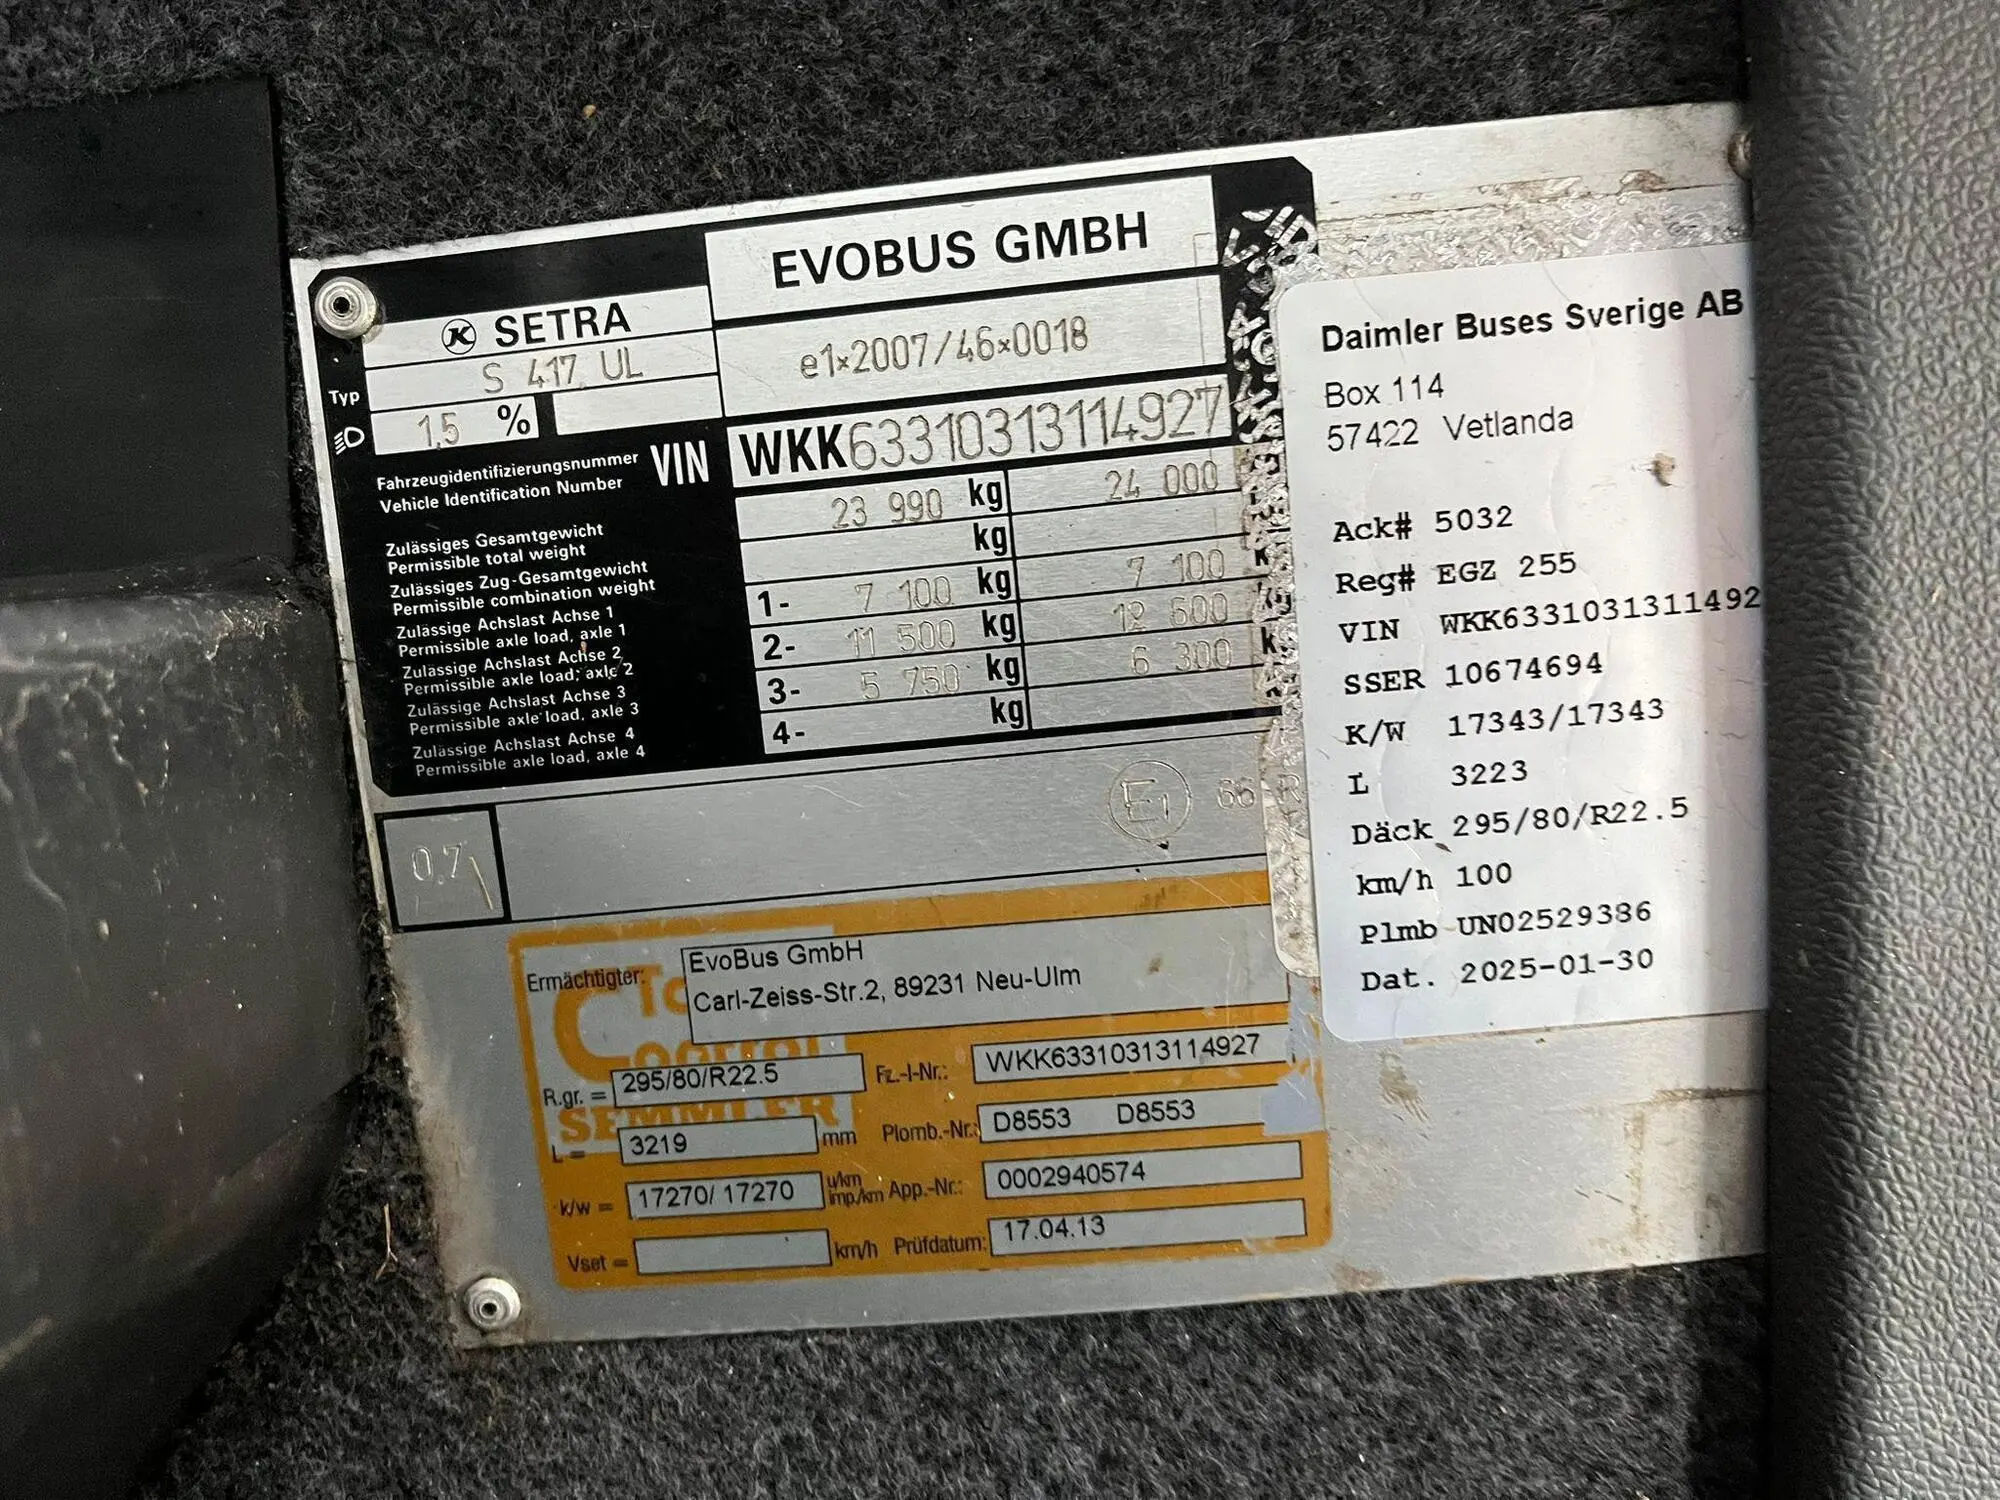 EVOBUS GMBH
SETRA
S 417 UL
Typ
1,5 %
e1*2007/46*0018
Fahrzeugidentifizierungsnummer
Vehicle Identification Number
VIN
WKK63310313114927
Zulässiges Gesamtgewicht
Permissible total weight
23 990 kg 24 000
Zulässiges Zug-Gesamtgewicht
Permissible combination weight
kg
Zulässige Achslast Achse 1
Permissible axle load, axle 1
1- 7 100 kg 7 100
Zulässige Achslast Achse 2
Permissible axle load, axle 2
2- 11 500 kg 12 600 kg
Zulässige Achslast Achse 3
Permissible axle load, axle 3
3- 5 750 kg 6 300
Zulässige Achslast Achse 4
Permissible axle load, axle 4
4- kg
0,7
E1 66 R
Ermächtigter:
EvoBus GmbH
Carl-Zeiss-Str.2, 89231 Neu-Ulm
Control
SEMMLER
R.gr. = 295/80/R22.5
Fz.-I-Nr.: WKK63310313114927
L = 3219 mm
Plomb.-Nr.: D8553 D8553
k/w = 17270/ 17270 u/km imp/km
App.-Nr.: 0002940574
Vset = km/h
Prüfdatum: 17.04.13
Daimler Buses Sverige AB
Box 114
57422 Vetlanda
Ack# 5032
Reg# EGZ 255
VIN WKK6331031311492
SSER 10674694
K/W 17343/17343
L 3223
Däck 295/80/R22.5
km/h 100
Plmb UN02529386
Dat. 2025-01-30